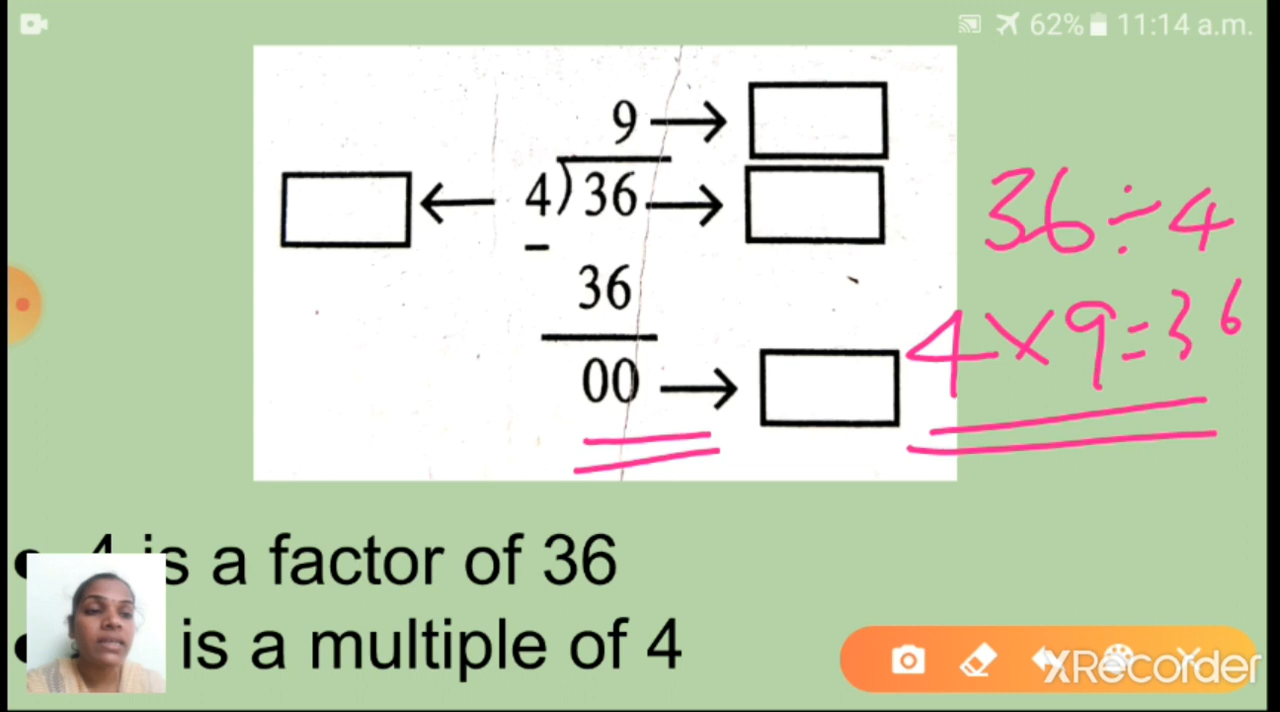 62% 11:14 a.m.
9
4)36
36
00
36÷4
4×9=36
4 is a factor of 36
is a multiple of 4
XRecorder